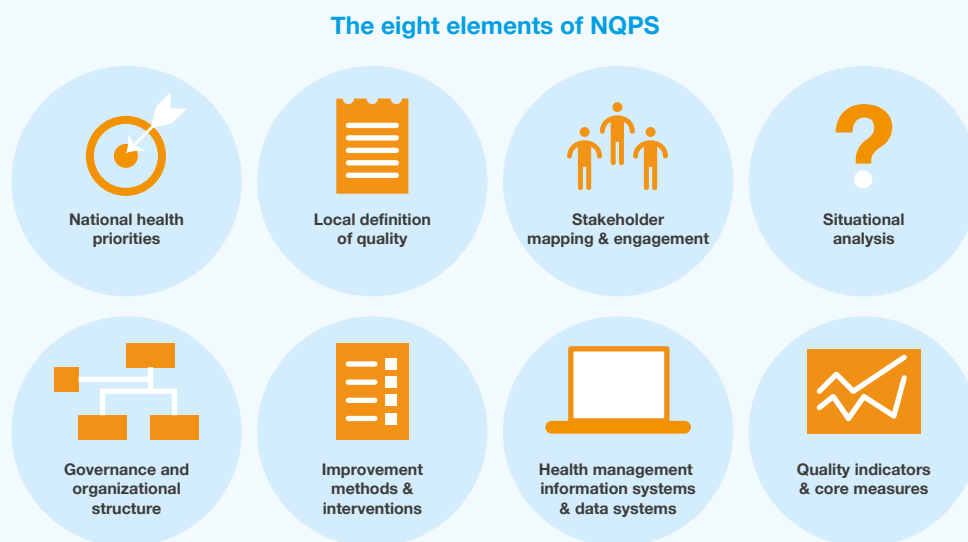 The eight elements of NQPS
National health
priorities
Local definition
of quality
Stakeholder
mapping & engagement
Situational
analysis
Governance and
organizational
structure
Improvement
methods &
interventions
Health management
information systems
& data systems
Quality indicators
& core measures